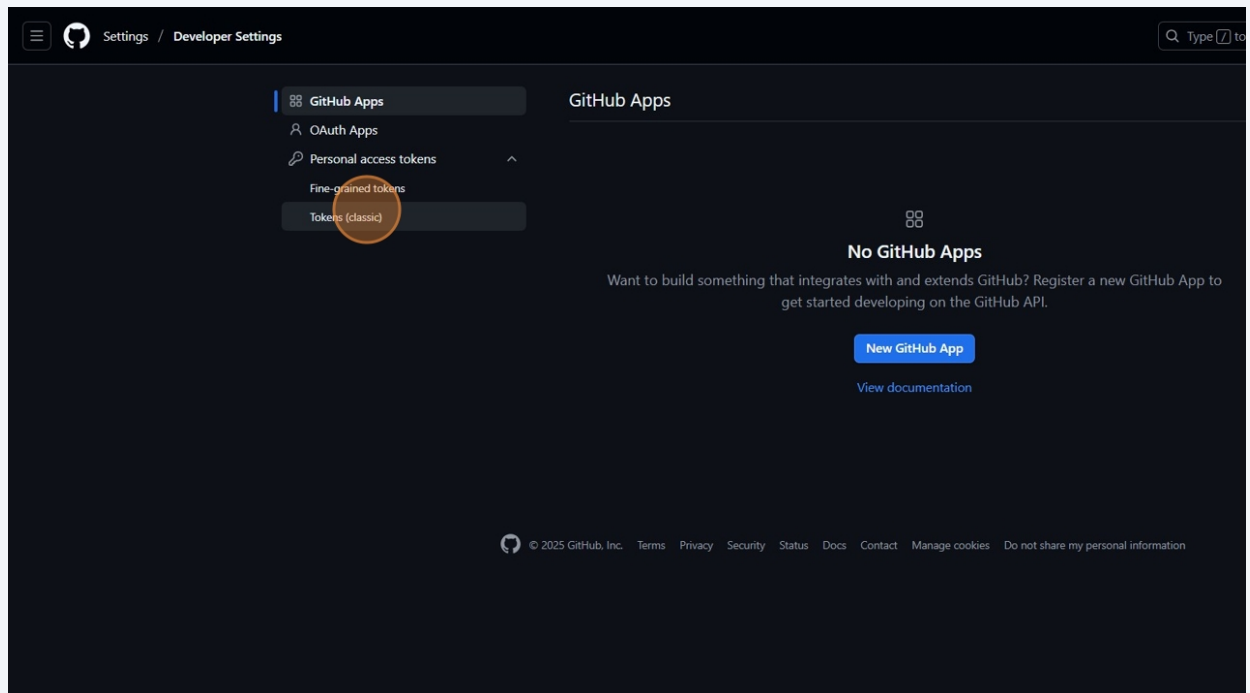 Settings / Developer Settings
Type / to
GitHub Apps
OAuth Apps
Personal access tokens
Fine-grained tokens
Tokens (classic)
GitHub Apps
No GitHub Apps
Want to build something that integrates with and extends GitHub? Register a new GitHub App to
get started developing on the GitHub API.
New GitHub App
View documentation
© 2025 GitHub, Inc. Terms Privacy Security Status Docs Contact Manage cookies Do not share my personal information